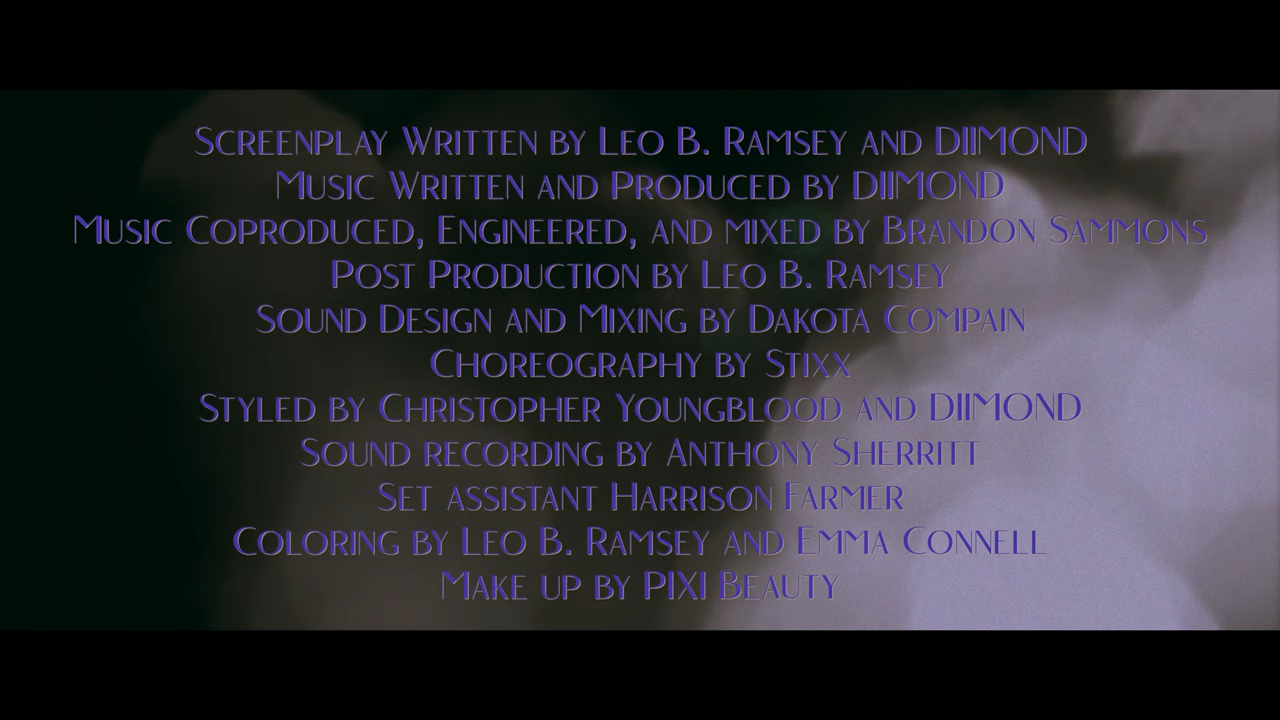 Screenplay Written by Leo B. Ramsey and DIIMOND
Music Written and Produced by DIIMOND
Music Coproduced, Engineered, and mixed by Brandon Sammons
Post Production by Leo B. Ramsey
Sound Design and Mixing by Dakota Compain
Choreography by Stixx
Styled by Christopher Youngblood and DIIMOND
Sound recording by Anthony Sherritt
Set assistant Harrison Farmer
Coloring by Leo B. Ramsey and Emma Connell
Make up by PIXI Beauty